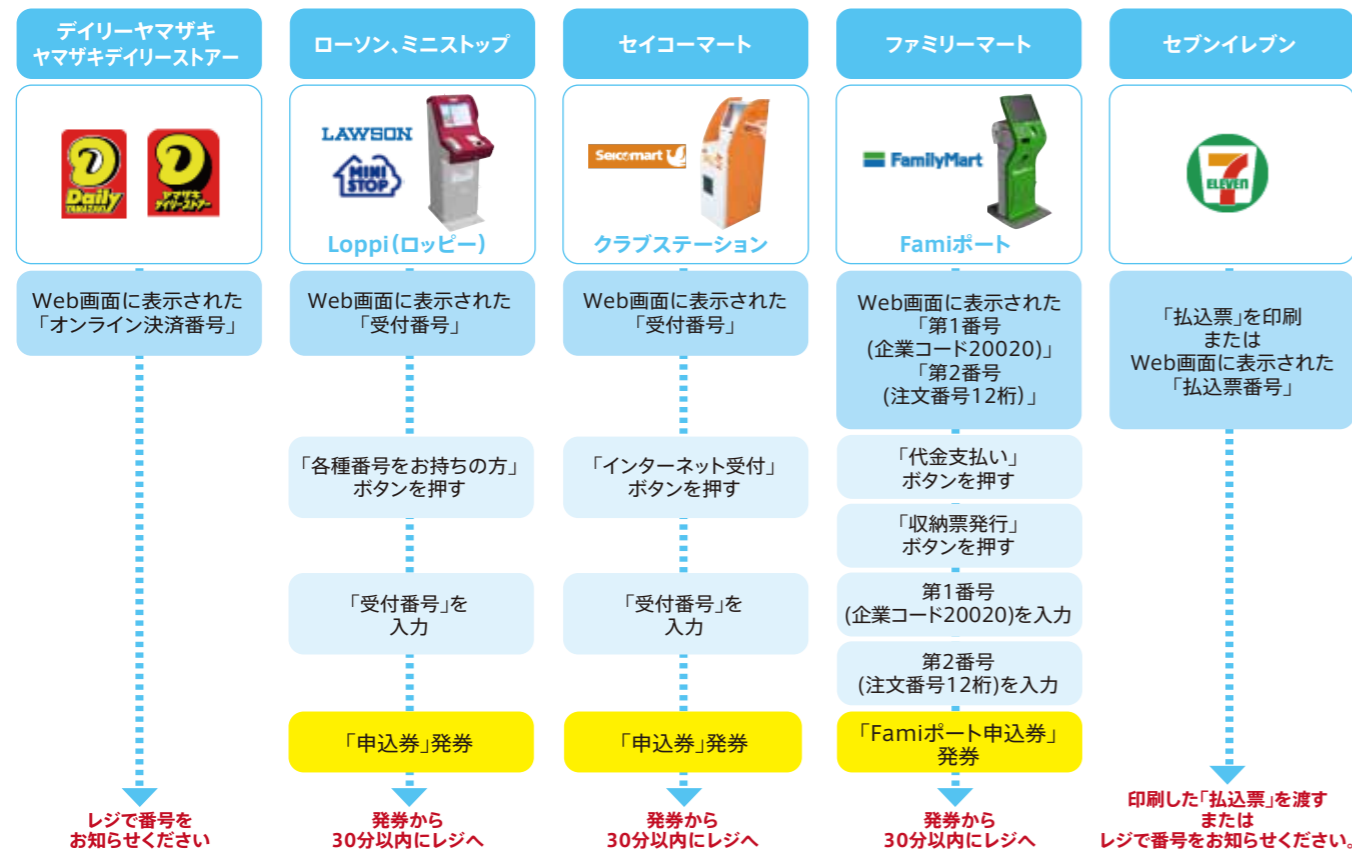 デイリーヤマザキ
ヤマザキデイリーストアー
Daily
YAMAZAKI
ヤマザキ
デイリーストアー
Web画面に表示された
「オンライン決済番号」
レジで番号を
お知らせください
ローソン、ミニストップ
LAWSON
MINI
STOP
Loppi(ロッピー)
Web画面に表示された
「受付番号」
「各種番号をお持ちの方」
ボタンを押す
「受付番号」を
入力
「申込券」発券
発券から
30分以内にレジへ
セイコーマート
Seicomart
クラブステーション
Web画面に表示された
「受付番号」
「インターネット受付」
ボタンを押す
「受付番号」を
入力
「申込券」発券
発券から
30分以内にレジへ
ファミリーマート
FamilyMart
Famiポート
Web画面に表示された
「第1番号
(企業コード20020)」
「第2番号
(注文番号12桁)」
「代金支払い」
ボタンを押す
「収納票発行」
ボタンを押す
第1番号
(企業コード20020)を入力
第2番号
(注文番号12桁)を入力
「Famiポート申込券」
発券
発券から
30分以内にレジへ
セブンイレブン
7
ELEVEN
「払込票」を印刷
または
Web画面に表示された
「払込票番号」
印刷した「払込票」を渡す
または
レジで番号をお知らせください。